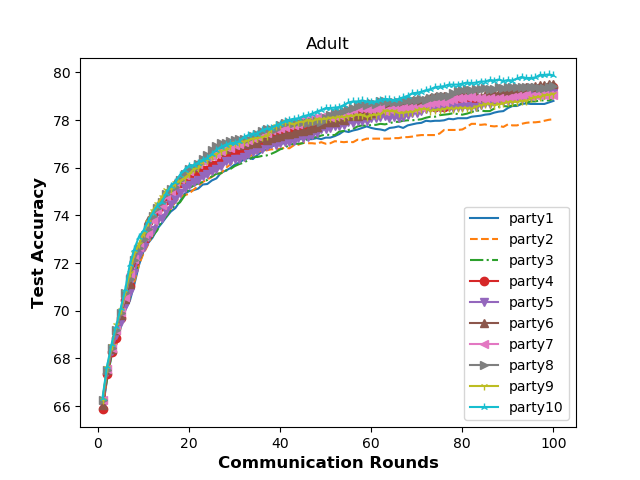 Adult
Test Accuracy
80
78
76
74
72
70
68
66
0 20 40 60 80 100
Communication Rounds
party1
party2
party3
party4
party5
party6
party7
party8
party9
party10